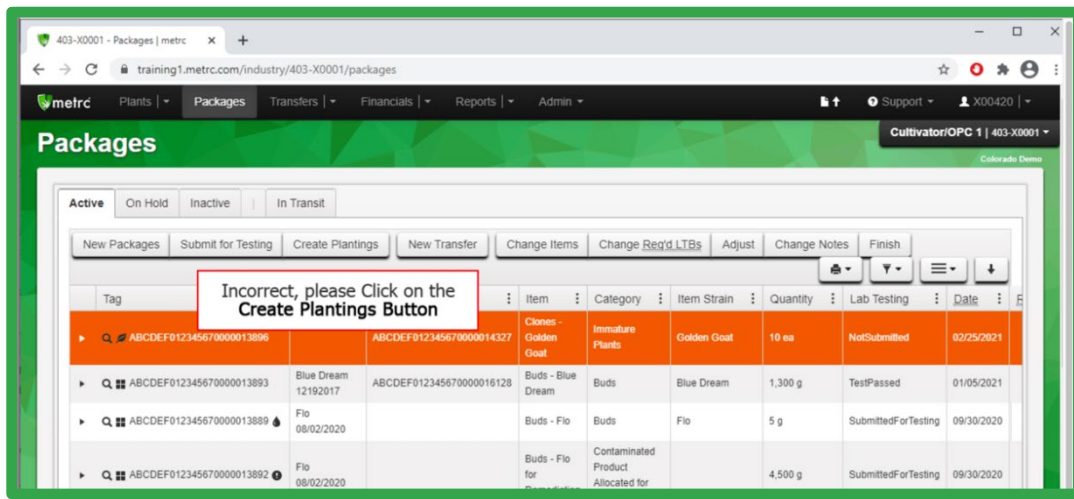 403-X0001 - Packages | metrc
training1.metrc.com/industry/403-X0001/packages
metrc Plants | Packages Transfers | Financials | Reports | Admin Support X00420 |
Cultivator/OPC 1 | 403-X0001
Packages
Colorado Demo
Active On Hold Inactive | In Transit
New Packages Submit for Testing Create Plantings New Transfer Change Items Change Req'd LTBs Adjust Change Notes Finish
Incorrect, please Click on the
Create Plantings Button
Tag Item Category Item Strain Quantity Lab Testing Date
ABCDEF012345670000013896 ABCDEF012345670000014327 Clones - Golden Goat Immature Plants Golden Goat 10 ea NotSubmitted 02/25/2021
ABCDEF012345670000013893 Blue Dream 12192017 ABCDEF012345670000016128 Buds - Blue Dream Buds Blue Dream 1,300 g TestPassed 01/05/2021
ABCDEF012345670000013889 Flo 08/02/2020 Buds - Flo Buds Flo 5 g SubmittedForTesting 09/30/2020
ABCDEF012345670000013892 Flo 08/02/2020 Buds - Flo for Contaminated Product Allocated for 4,500 g SubmittedForTesting 09/30/2020